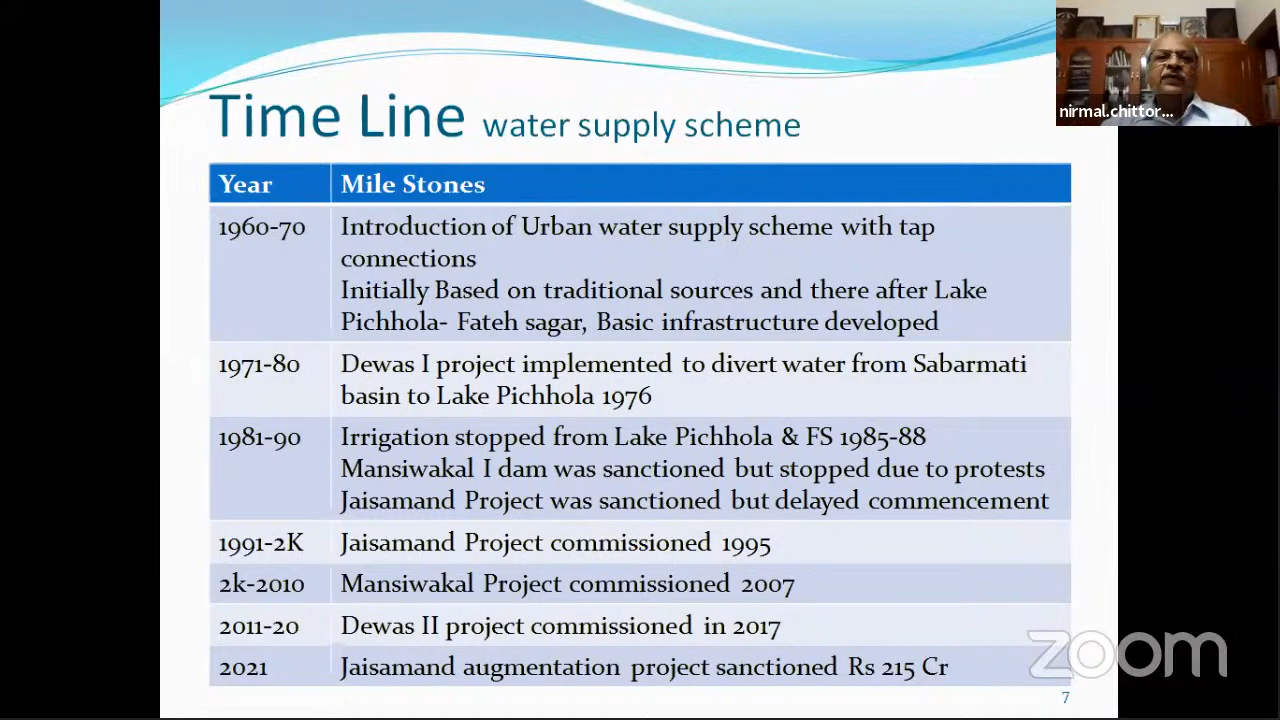 nirmal.chittor...
Time Line water supply scheme
Year Mile Stones
1960-70 Introduction of Urban water supply scheme with tap
connections
Initially Based on traditional sources and there after Lake
Pichhola- Fateh sagar, Basic infrastructure developed
1971-80 Dewas I project implemented to divert water from Sabarmati
basin to Lake Pichhola 1976
1981-90 Irrigation stopped from Lake Pichhola & FS 1985-88
Mansiwakal I dam was sanctioned but stopped due to protests
Jaisamand Project was sanctioned but delayed commencement
1991-2K Jaisamand Project commissioned 1995
2k-2010 Mansiwakal Project commissioned 2007
2011-20 Dewas II project commissioned in 2017
2021 Jaisamand augmentation project sanctioned Rs 215 Cr
zoom
7